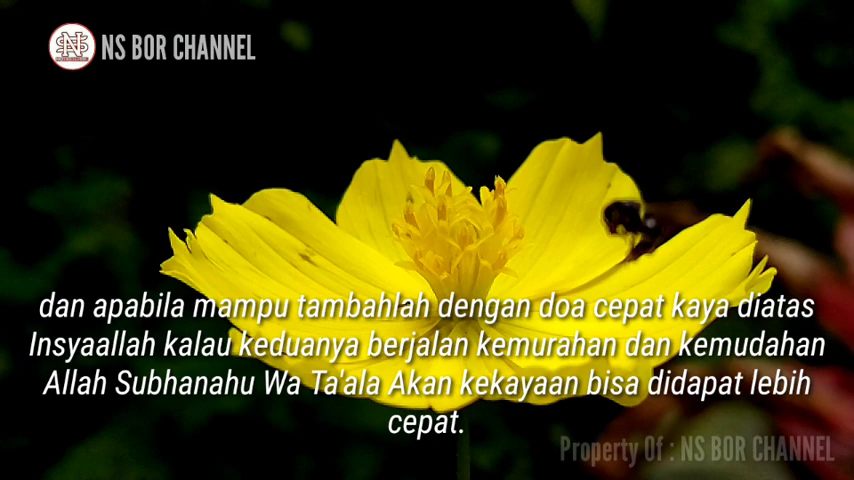 NS BOR CHANNEL
dan apabila mampu tambahlah dengan doa cepat kaya diatas
Insyaallah kalau keduanya berjalan kemurahan dan kemudahan
Allah Subhanahu Wa Ta'ala Akan kekayaan bisa didapat lebih
cepat.
Property Of : NS BOR CHANNEL